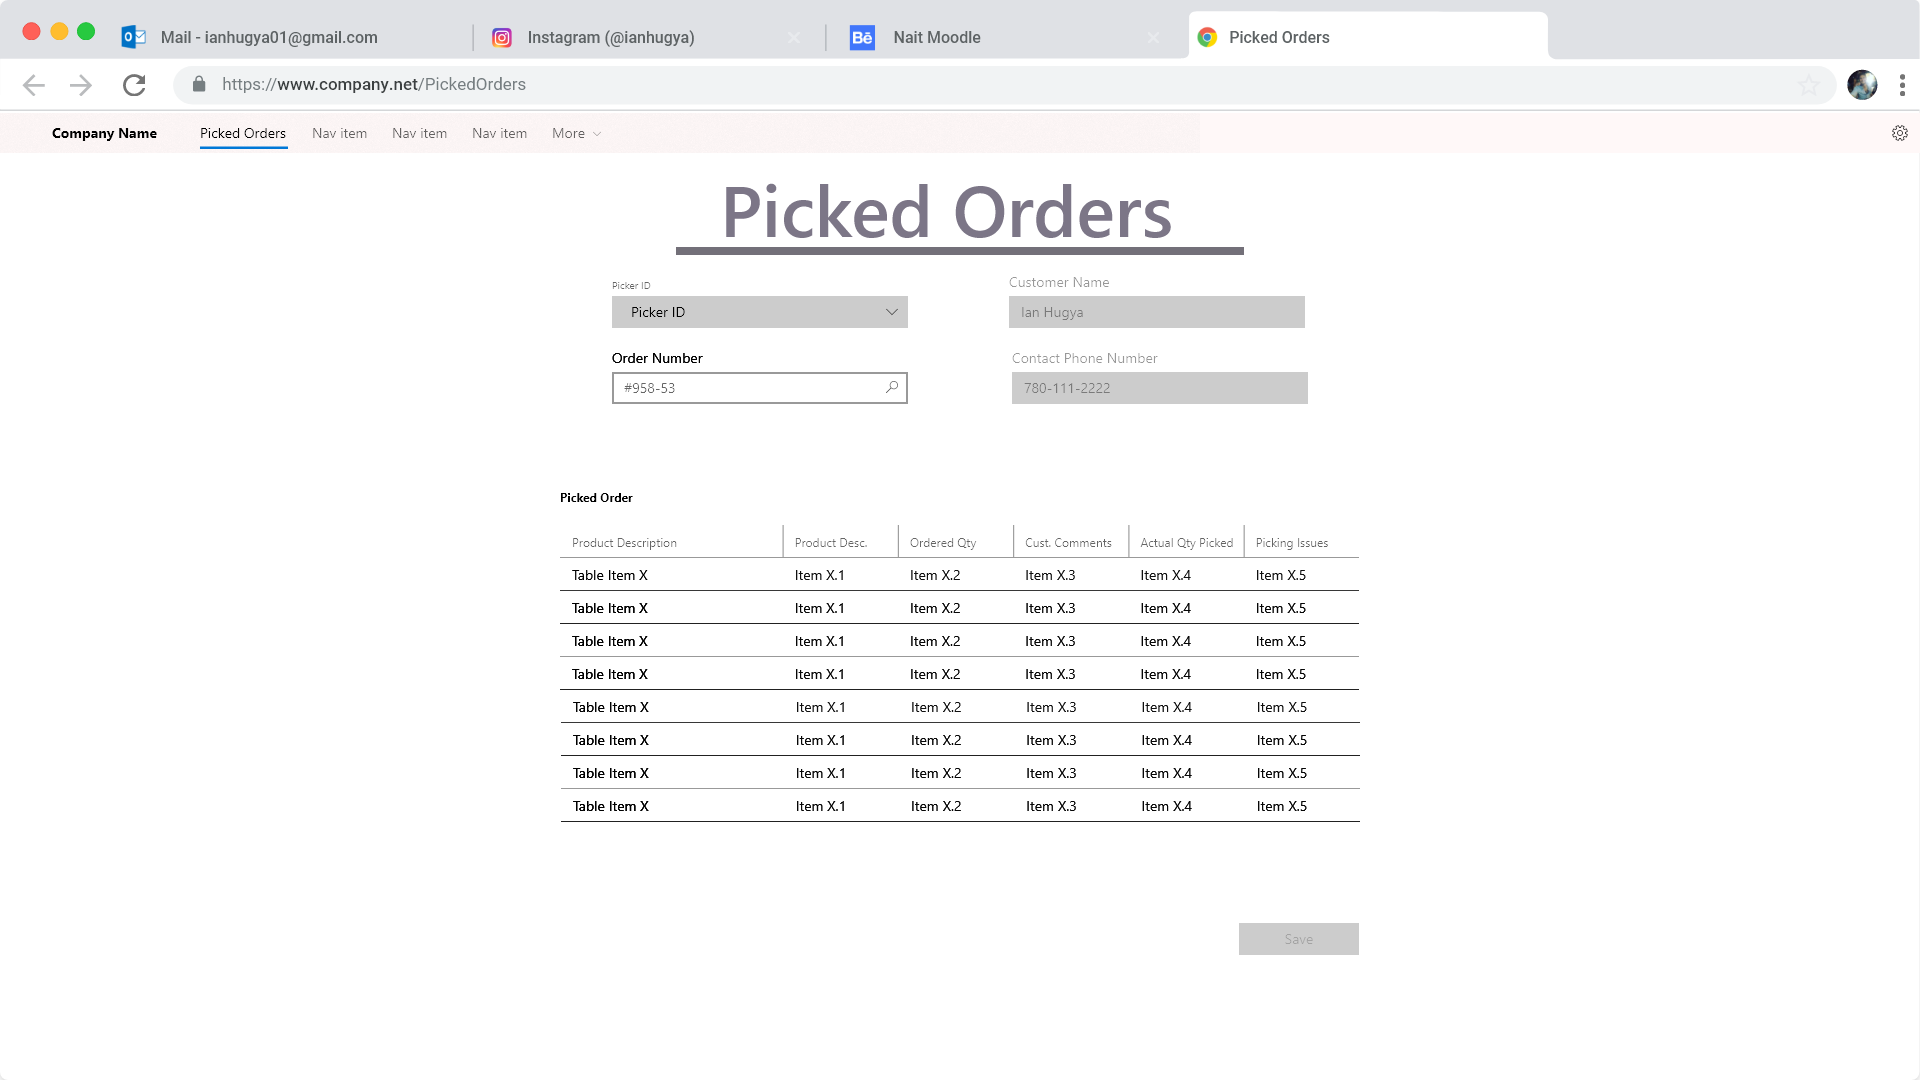 Mail - ianhugya01@gmail.com Instagram (@ianhugya) Bē Nait Moodle Picked Orders
https://www.company.net/PickedOrders
Company Name Picked Orders Nav item Nav item Nav item More
Picked Orders
Picker ID Customer Name
Picker ID Ian Hugya
Order Number Contact Phone Number
#958-53 780-111-2222
Picked Order
Product Description Product Desc. Ordered Qty Cust. Comments Actual Qty Picked Picking Issues
Table Item X Item X.1 Item X.2 Item X.3 Item X.4 Item X.5
Table Item X Item X.1 Item X.2 Item X.3 Item X.4 Item X.5
Table Item X Item X.1 Item X.2 Item X.3 Item X.4 Item X.5
Table Item X Item X.1 Item X.2 Item X.3 Item X.4 Item X.5
Table Item X Item X.1 Item X.2 Item X.3 Item X.4 Item X.5
Table Item X Item X.1 Item X.2 Item X.3 Item X.4 Item X.5
Table Item X Item X.1 Item X.2 Item X.3 Item X.4 Item X.5
Table Item X Item X.1 Item X.2 Item X.3 Item X.4 Item X.5
Save